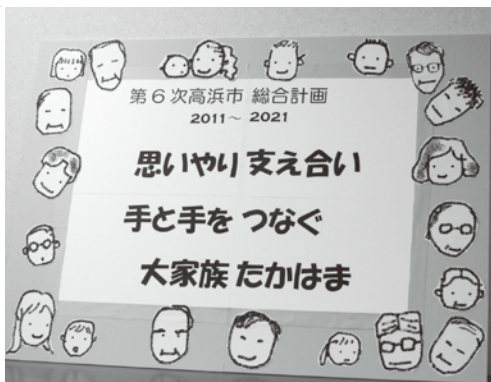 第6次高浜市 総合計画
2011～2021
思いやり 支え合い
手と手を つなぐ
大家族 たかはま